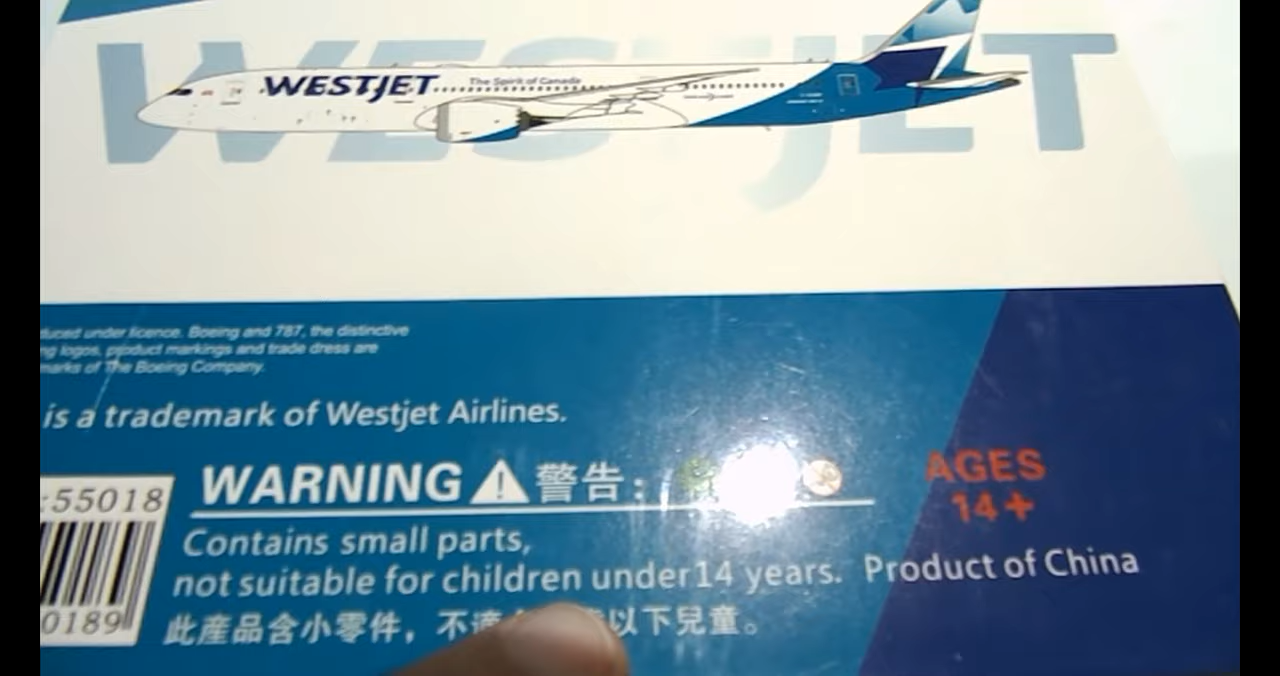 WESTJET
WESTJET The Spirit of Canada
under licence. Boeing and 787, the distinctive
logos, product markings and trade dress are
of The Boeing Company.
is a trademark of Westjet Airlines.
:55018
WARNING 警告：
AGES
14+
Contains small parts,
not suitable for children under14 years. Product of China
0189
此產品含小零件，不適以下兒童。